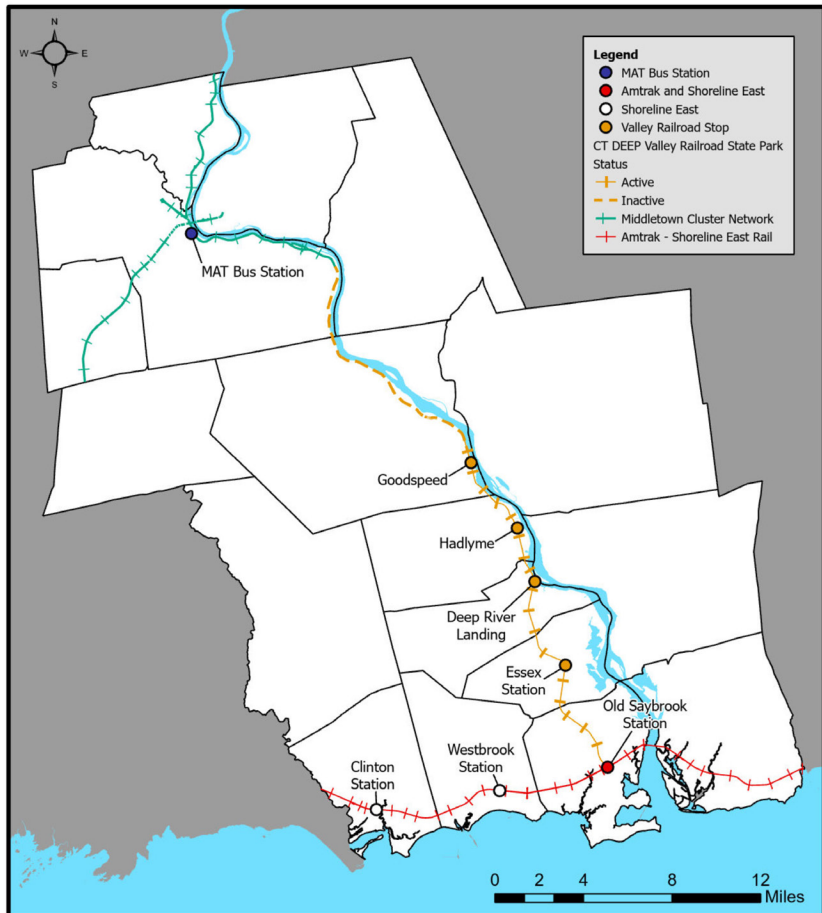 N
W E
S
Legend
MAT Bus Station
Amtrak and Shoreline East
Shoreline East
Valley Railroad Stop
CT DEEP Valley Railroad State Park
Status
Active
Inactive
Middletown Cluster Network
Amtrak - Shoreline East Rail
MAT Bus Station
Goodspeed
Hadlyme
Deep River
Landing
Essex
Station
Old Saybrook
Station
Westbrook
Station
Clinton
Station
0 2 4 8 12
Miles